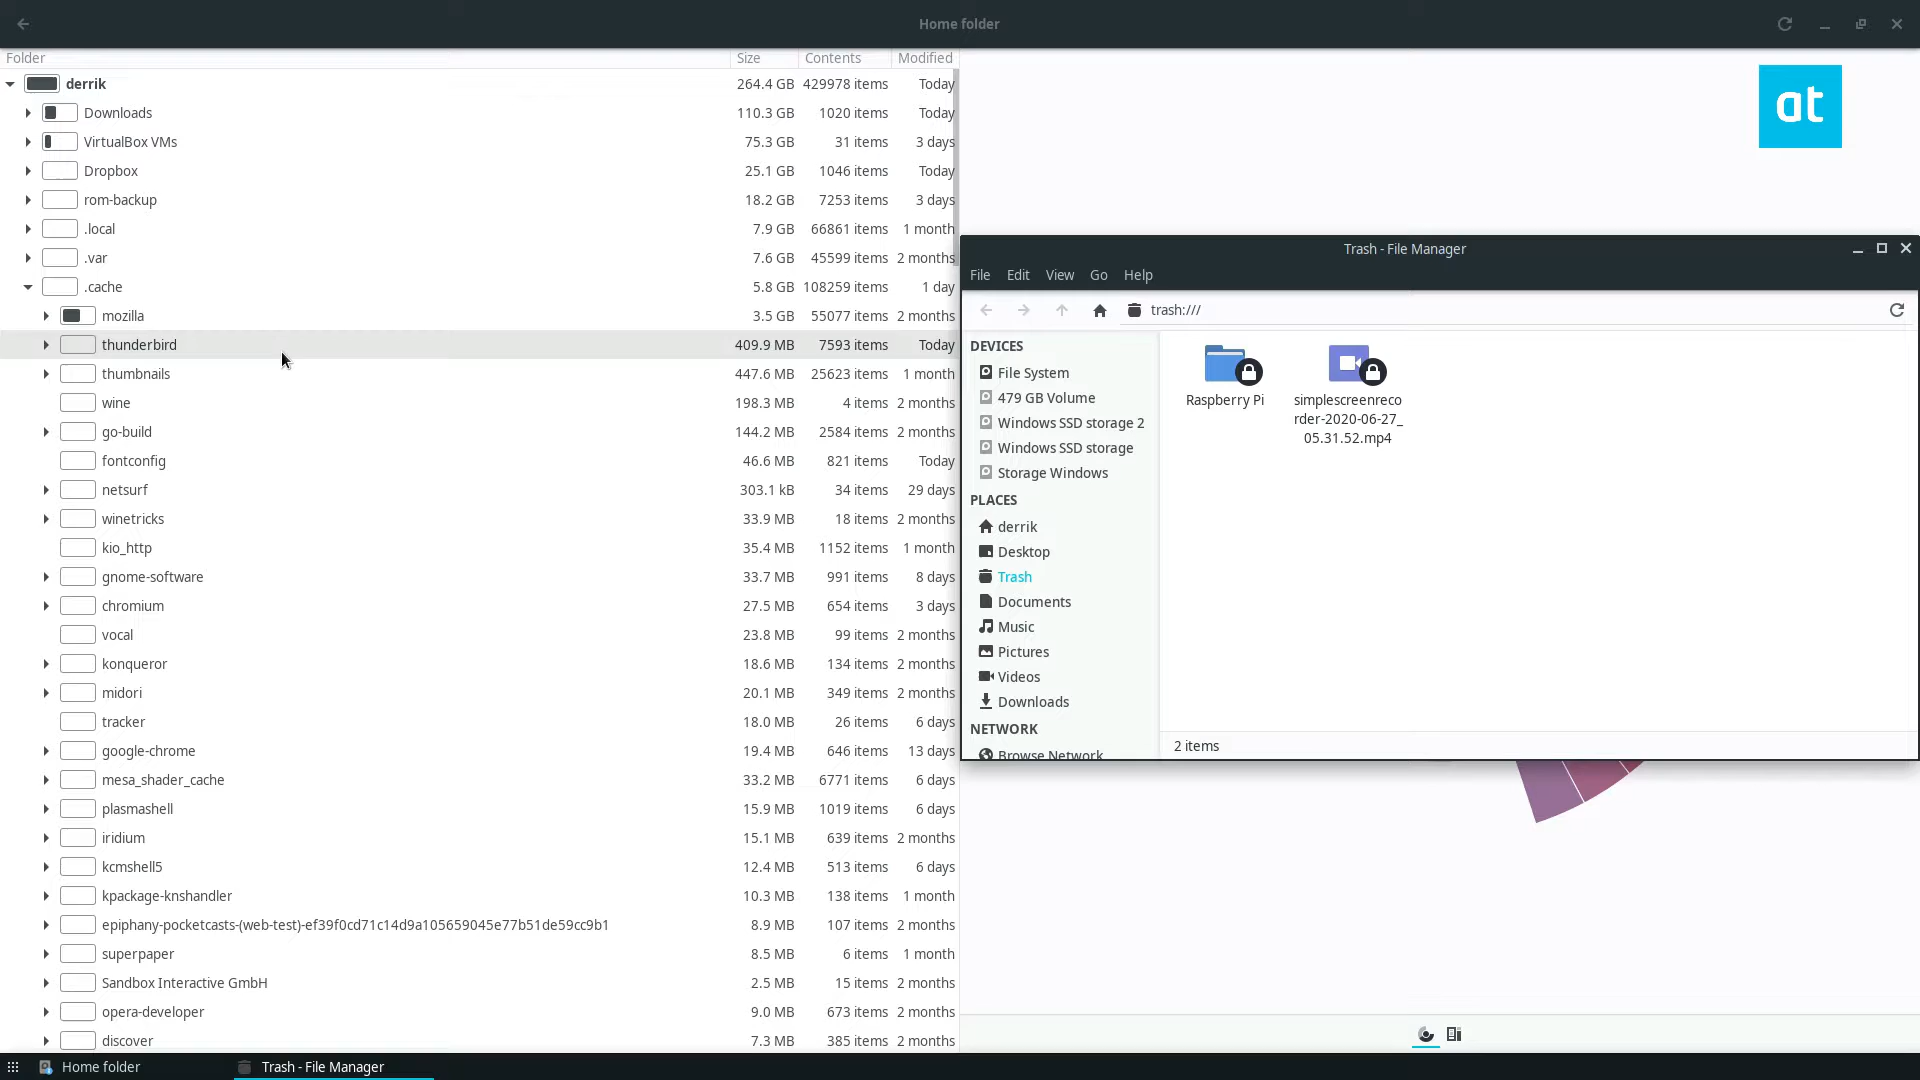 Home folder
Folder Size Contents Modified
derrik 264.4 GB 429978 items Today
Downloads 110.3 GB 1020 items Today
VirtualBox VMs 75.3 GB 31 items 3 days
Dropbox 25.1 GB 1046 items Today
rom-backup 18.2 GB 7253 items 3 days
.local 7.9 GB 66861 items 1 month
.var 7.6 GB 45599 items 2 months
.cache 5.8 GB 108259 items 1 day
mozilla 3.5 GB 55077 items 2 months
thunderbird 409.9 MB 7593 items Today
thumbnails 447.6 MB 25623 items 1 month
wine 198.3 MB 4 items 2 months
go-build 144.2 MB 2584 items 2 months
fontconfig 46.6 MB 821 items Today
netsurf 303.1 kB 34 items 29 days
winetricks 33.9 MB 18 items 2 months
kio_http 35.4 MB 1152 items 1 month
gnome-software 33.7 MB 991 items 8 days
chromium 27.5 MB 654 items 3 days
vocal 23.8 MB 99 items 2 months
konqueror 18.6 MB 134 items 2 months
midori 20.1 MB 349 items 2 months
tracker 18.0 MB 26 items 6 days
google-chrome 19.4 MB 646 items 13 days
mesa_shader_cache 33.2 MB 6771 items 6 days
plasmashell 15.9 MB 1019 items 6 days
iridium 15.1 MB 639 items 2 months
kcmshell5 12.4 MB 513 items 6 days
kpackage-knshandler 10.3 MB 138 items 1 month
epiphany-pocketcasts-(web-test)-ef39f0cd71c14d9a105659045e77b51de59cc9b1 8.9 MB 107 items 2 months
superpaper 8.5 MB 6 items 1 month
Sandbox Interactive GmbH 2.5 MB 15 items 2 months
opera-developer 9.0 MB 673 items 2 months
discover 7.3 MB 385 items 2 months
at
Trash - File Manager
File Edit View Go Help
trash:///
DEVICES
File System
479 GB Volume
Windows SSD storage 2
Windows SSD storage
Storage Windows
PLACES
derrik
Desktop
Trash
Documents
Music
Pictures
Videos
Downloads
NETWORK
Browse Network
Raspberry Pi
simplescreenreco
rder-2020-06-27_
05.31.52.mp4
2 items
Home folder
Trash - File Manager